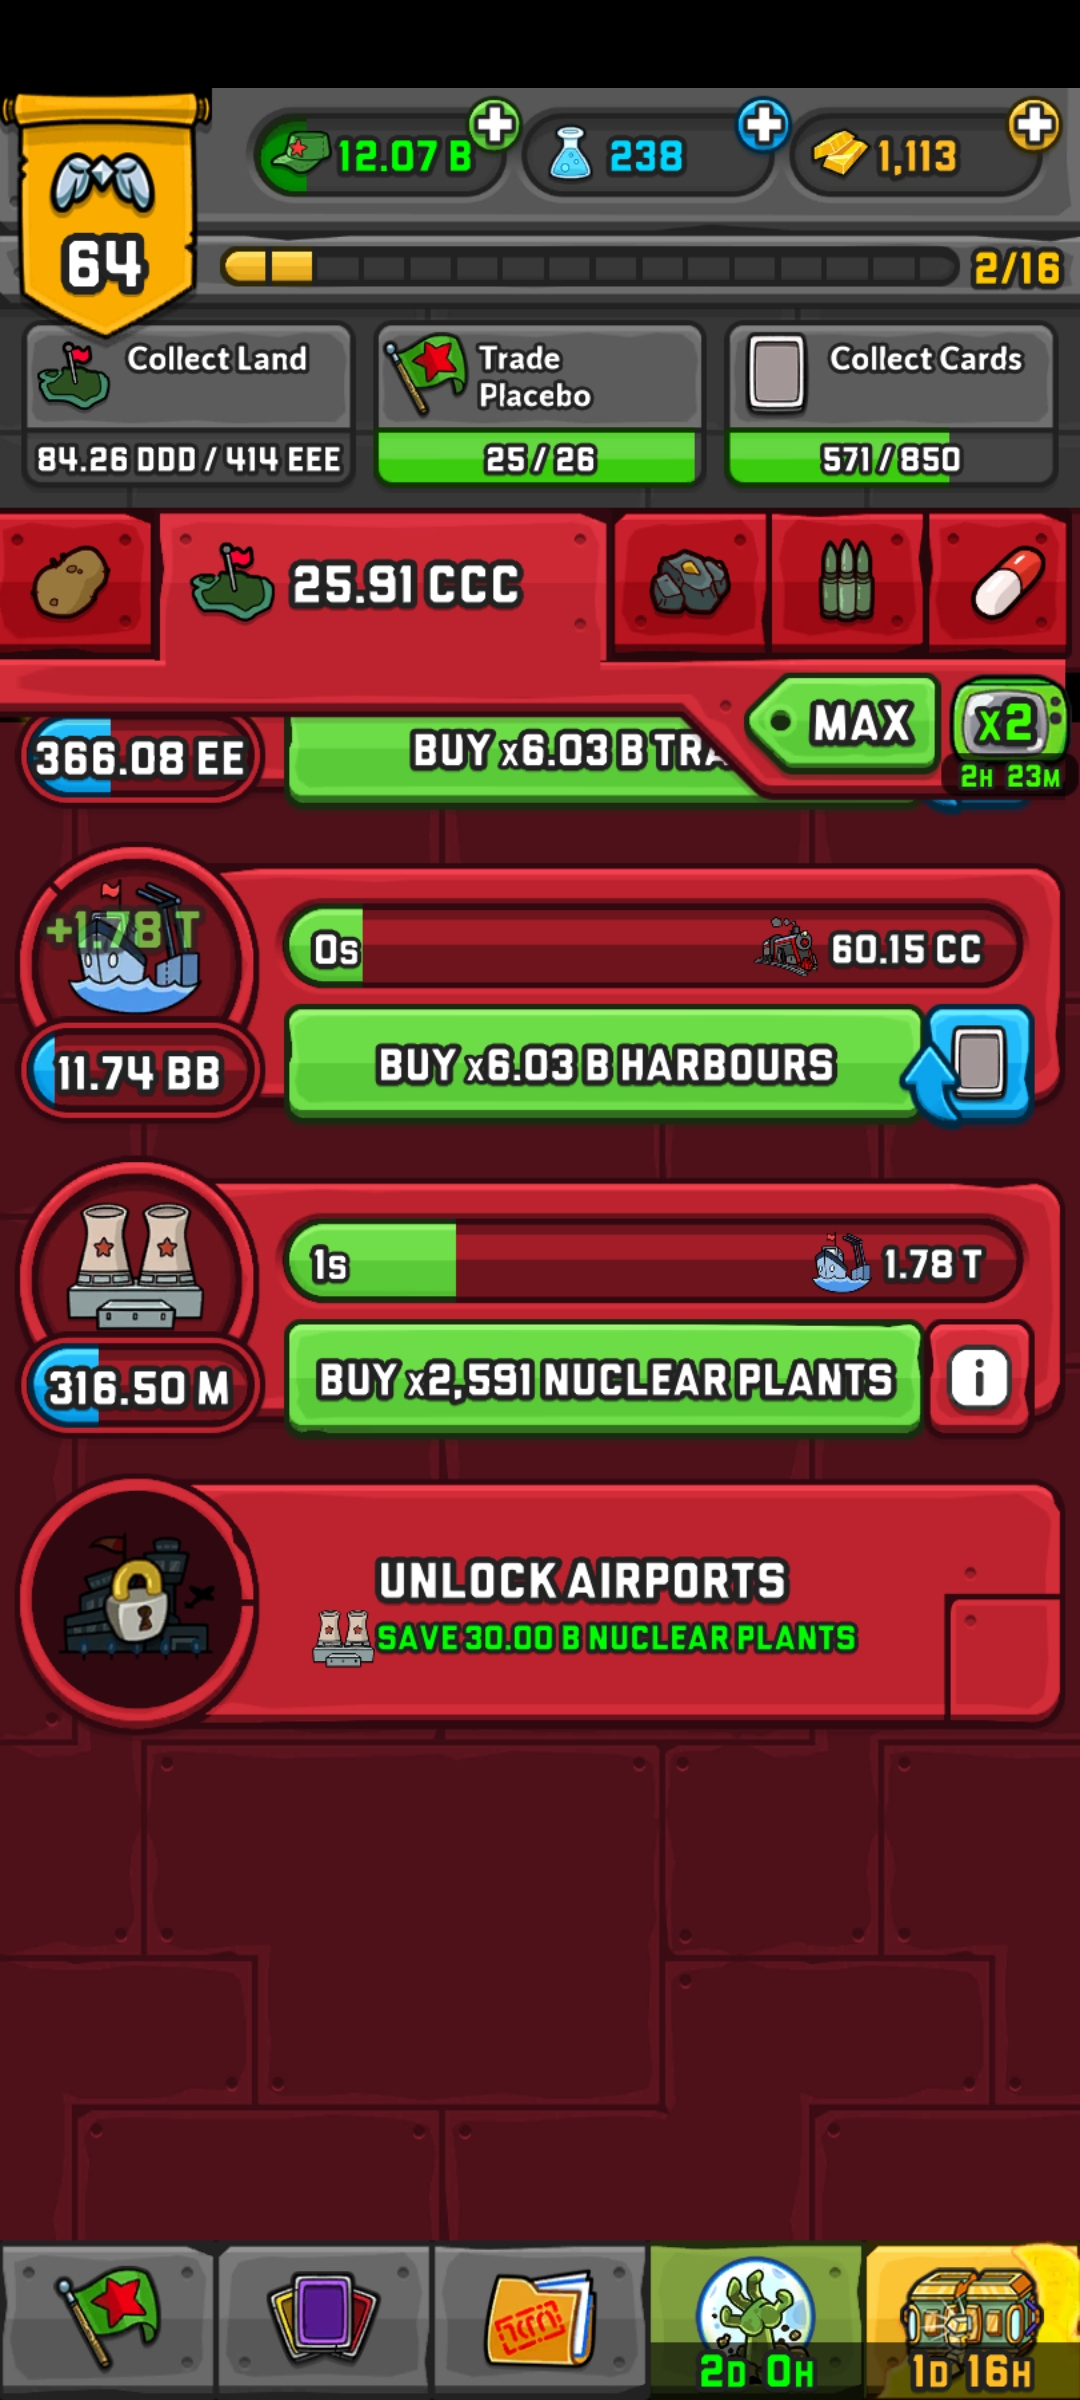 64
12.07 B
238
1,113
2/16
Collect Land
84.26 DDD / 414 EEE
Trade
Placebo
25 / 26
Collect Cards
571 / 850
25.91 CCC
MAX
x2
2H 23M
366.08 EE
BUY x6.03 B TRA
+1.78 T
0s
60.15 CC
11.74 BB
BUY x6.03 B HARBOURS
1s
1.78 T
316.50 M
BUY x2,591 NUCLEAR PLANTS
i
UNLOCK AIRPORTS
SAVE 30.00 B NUCLEAR PLANTS
2D 0H
1D 16H